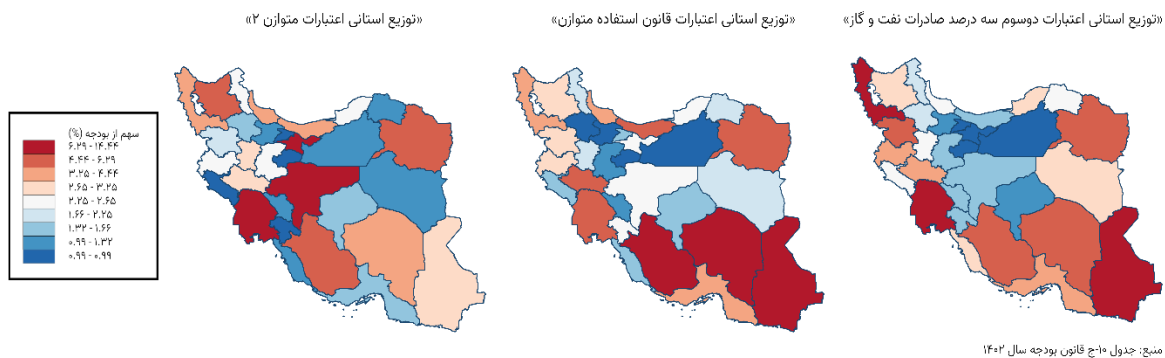 «توزیع استانی اعتبارات دوسوم سه درصد صادرات نفت و گاز»
«توزیع استانی اعتبارات قانون استفاده متوازن»
«توزیع استانی اعتبارات متوازن ۲»
سهم از بودجه (%)
۶.۲۹ - ۱۴.۴۴
۴.۴۴ - ۶.۲۹
۳.۲۵ - ۴.۴۴
۲.۶۵ - ۳.۲۵
۲.۲۵ - ۲.۶۵
۱.۶۶ - ۲.۲۵
۱.۳۲ - ۱.۶۶
۰.۹۹ - ۱.۳۲
۰.۹۹ - ۰.۹۹
منبع: جدول ۱۰-ج قانون بودجه سال ۱۴۰۲